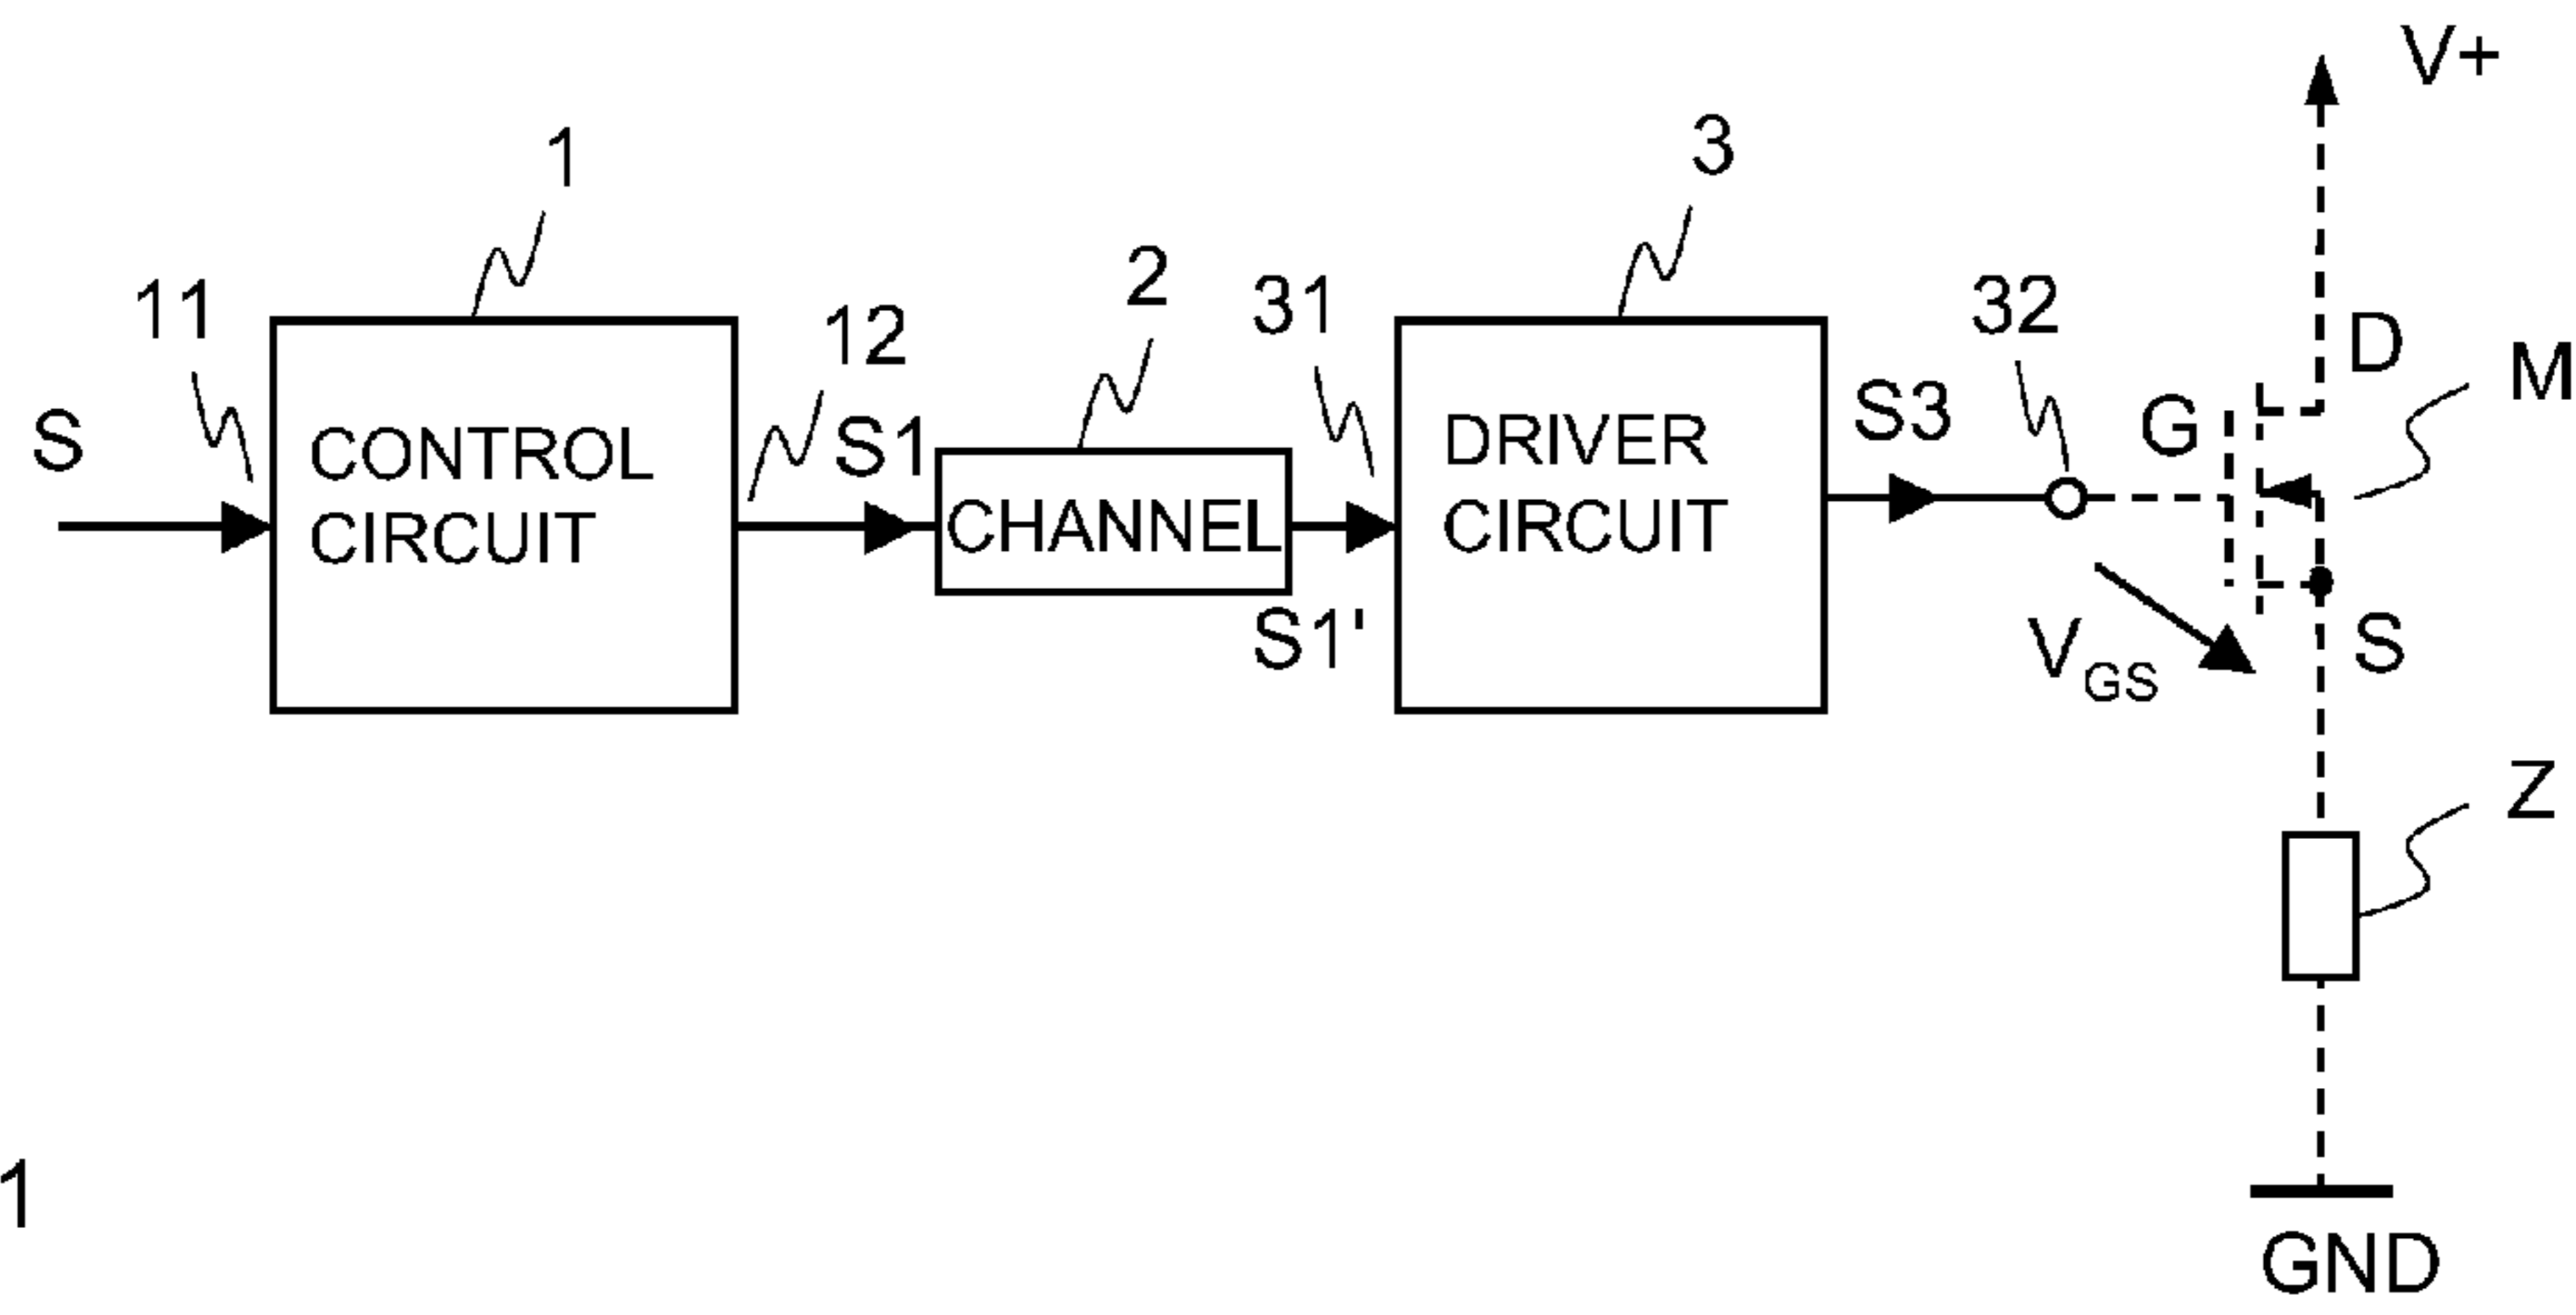 V+
1
3
2
11
12
31
32
D
M
S
CONTROL
CIRCUIT
S1
CHANNEL
S1'
DRIVER
CIRCUIT
S3
G
VGS
S
Z
1
GND